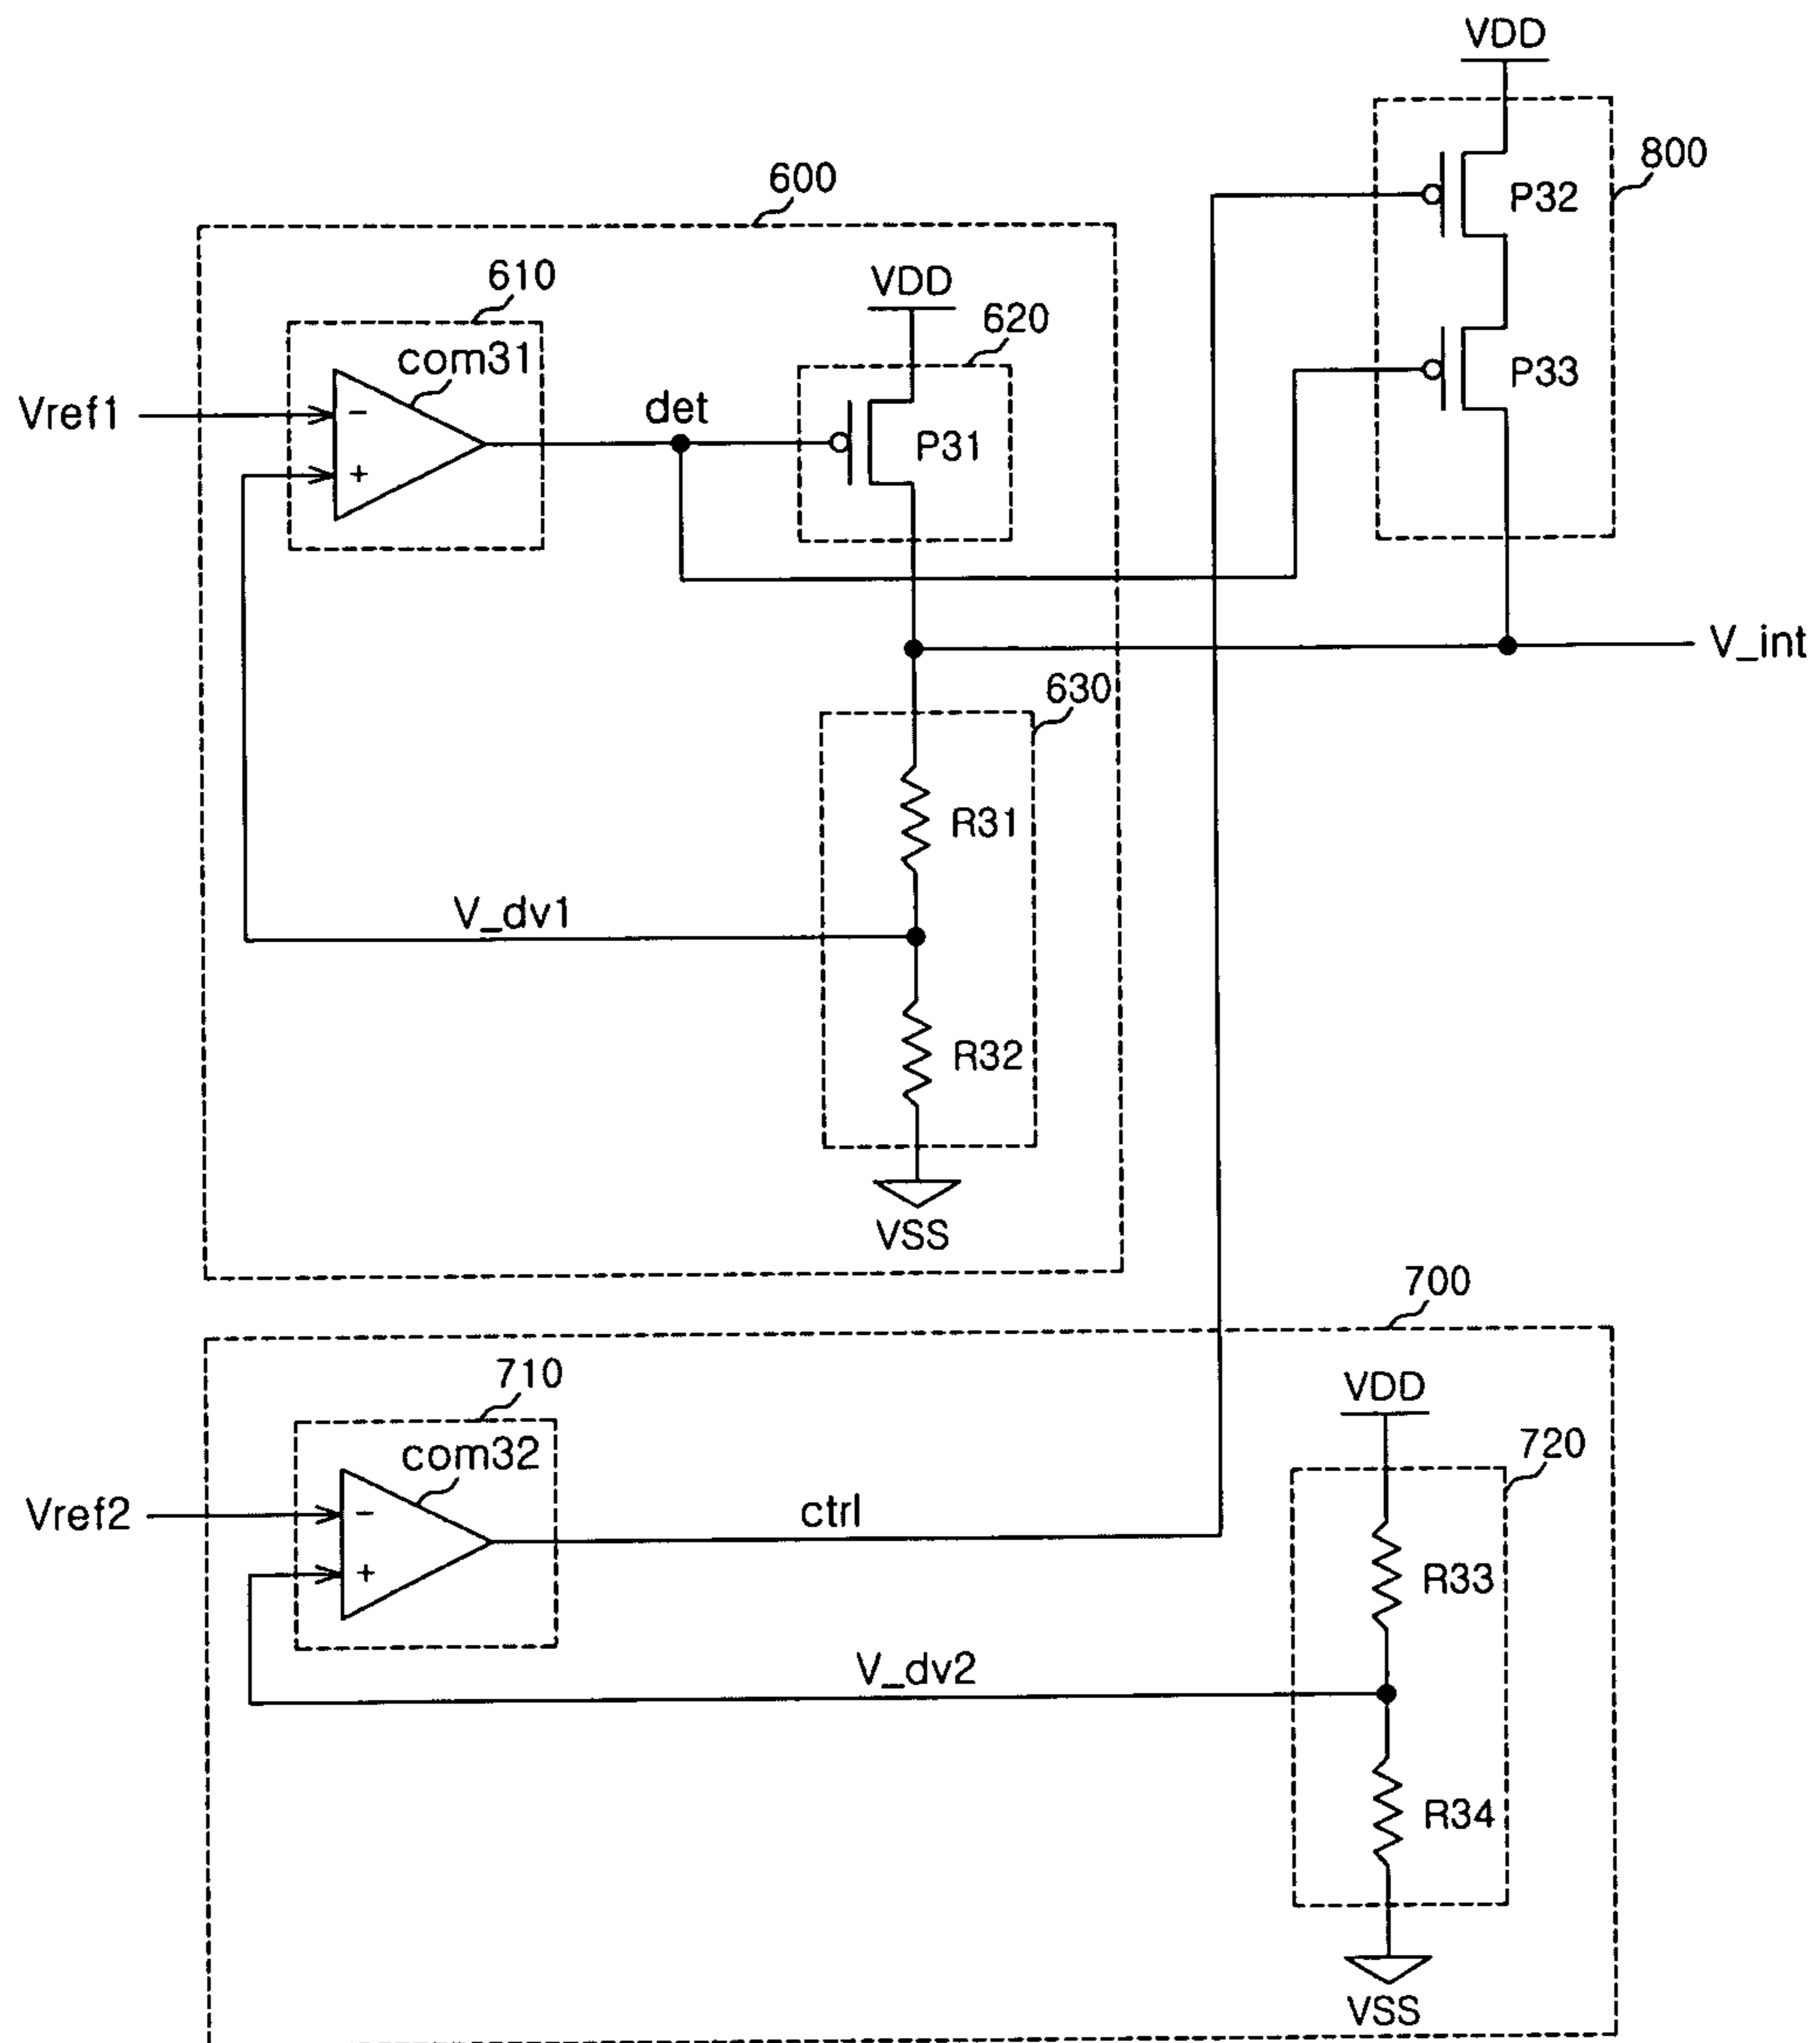 VDD
800
P32
600
610
VDD
620
com31
P33
Vref1
-
det
P31
+
V_int
630
R31
V_dv1
R32
VSS
700
710
VDD
com32
720
Vref2
-
ctrl
+
R33
V_dv2
R34
VSS